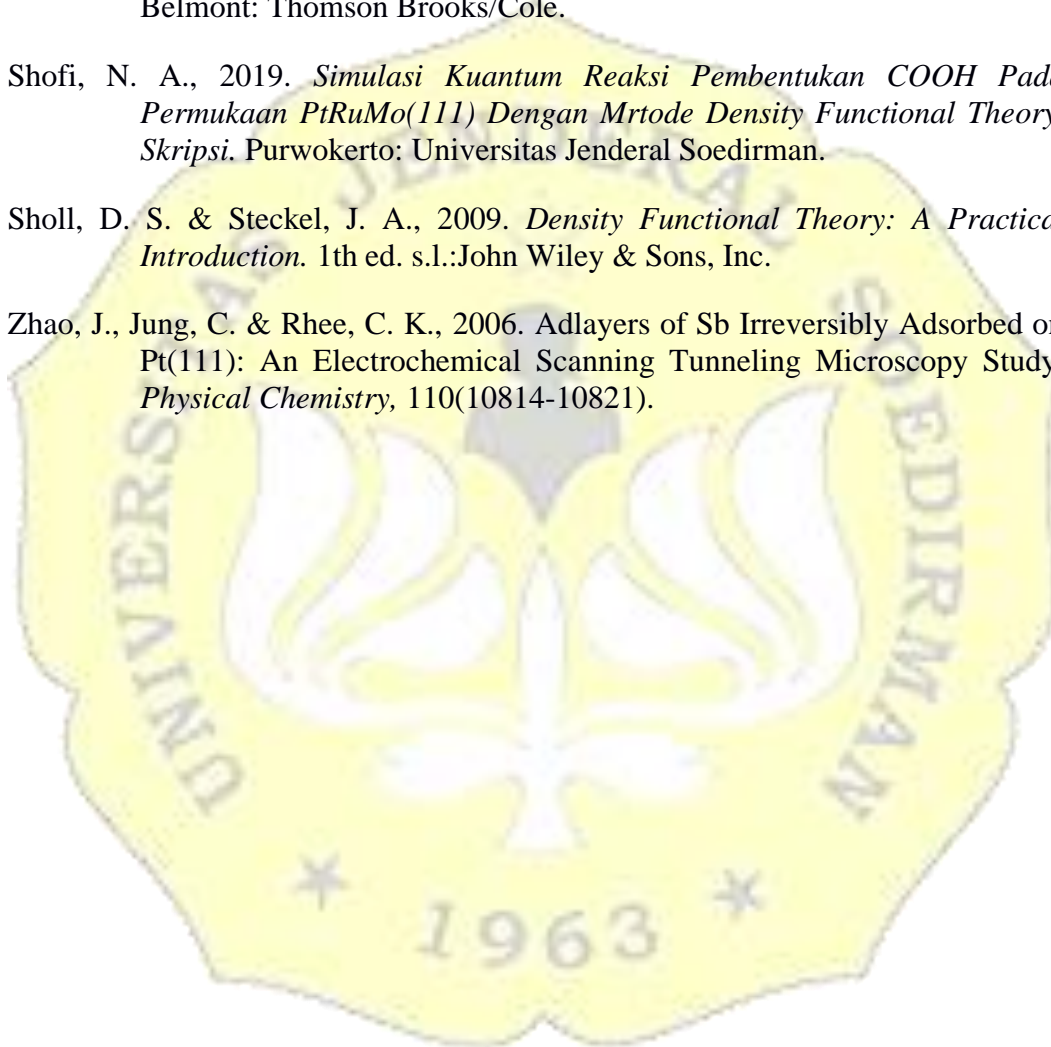 Belmont: Thomson Brooks/Cole.
Shofi, N. A., 2019. Simulasi Kuantum Reaksi Pembentukan COOH Pad
Permukaan PtRuMo(111) Dengan Mrtode Density Functional Theory
Skripsi. Purwokerto: Universitas Jenderal Soedirman.
Sholl, D. S. & Steckel, J. A., 2009. Density Functional Theory: A Practica
Introduction. 1th ed. s.l.:John Wiley & Sons, Inc.
Zhao, J., Jung, C. & Rhee, C. K., 2006. Adlayers of Sb Irreversibly Adsorbed o
Pt(111): An Electrochemical Scanning Tunneling Microscopy Study
Physical Chemistry, 110(10814-10821).
UNIVERSITAS JENDERAL SOEDIRMAN
1963